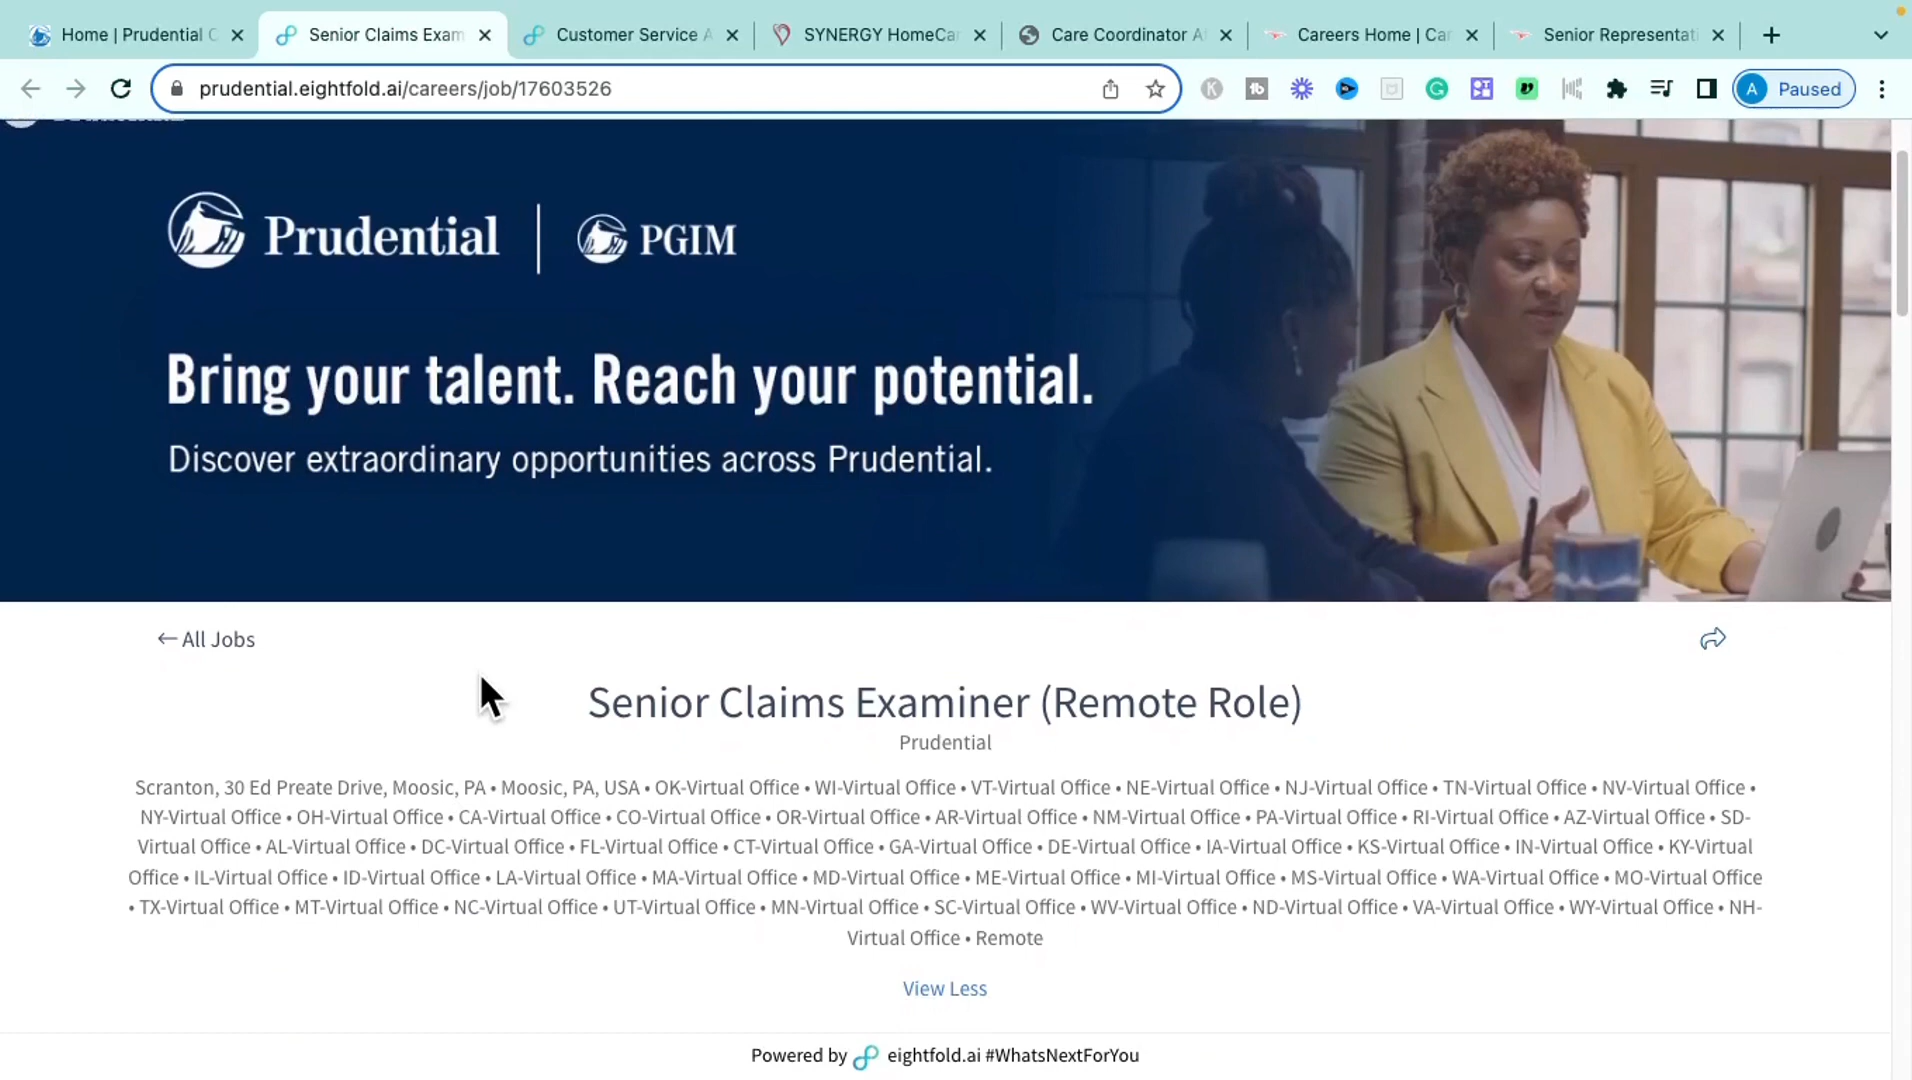 Home | Prudential
Senior Claims Exam
Customer Service A
SYNERGY HomeCar
Care Coordinator A
Careers Home | Car
Senior Representati
prudential.eightfold.ai/careers/job/17603526
A Paused
Prudential | PGIM
Bring your talent. Reach your potential.
Discover extraordinary opportunities across Prudential.
← All Jobs
Senior Claims Examiner (Remote Role)
Prudential
Scranton, 30 Ed Preate Drive, Moosic, PA • Moosic, PA, USA • OK-Virtual Office • WI-Virtual Office • VT-Virtual Office • NE-Virtual Office • NJ-Virtual Office • TN-Virtual Office • NV-Virtual Office •
NY-Virtual Office • OH-Virtual Office • CA-Virtual Office • CO-Virtual Office • OR-Virtual Office • AR-Virtual Office • NM-Virtual Office • PA-Virtual Office • RI-Virtual Office • AZ-Virtual Office • SD-
Virtual Office • AL-Virtual Office • DC-Virtual Office • FL-Virtual Office • CT-Virtual Office • GA-Virtual Office • DE-Virtual Office • IA-Virtual Office • KS-Virtual Office • IN-Virtual Office • KY-Virtual
Office • IL-Virtual Office • ID-Virtual Office • LA-Virtual Office • MA-Virtual Office • MD-Virtual Office • ME-Virtual Office • MI-Virtual Office • MS-Virtual Office • WA-Virtual Office • MO-Virtual Office
• TX-Virtual Office • MT-Virtual Office • NC-Virtual Office • UT-Virtual Office • MN-Virtual Office • SC-Virtual Office • WV-Virtual Office • ND-Virtual Office • VA-Virtual Office • WY-Virtual Office • NH-
Virtual Office • Remote
View Less
Powered by eightfold.ai #WhatsNextForYou